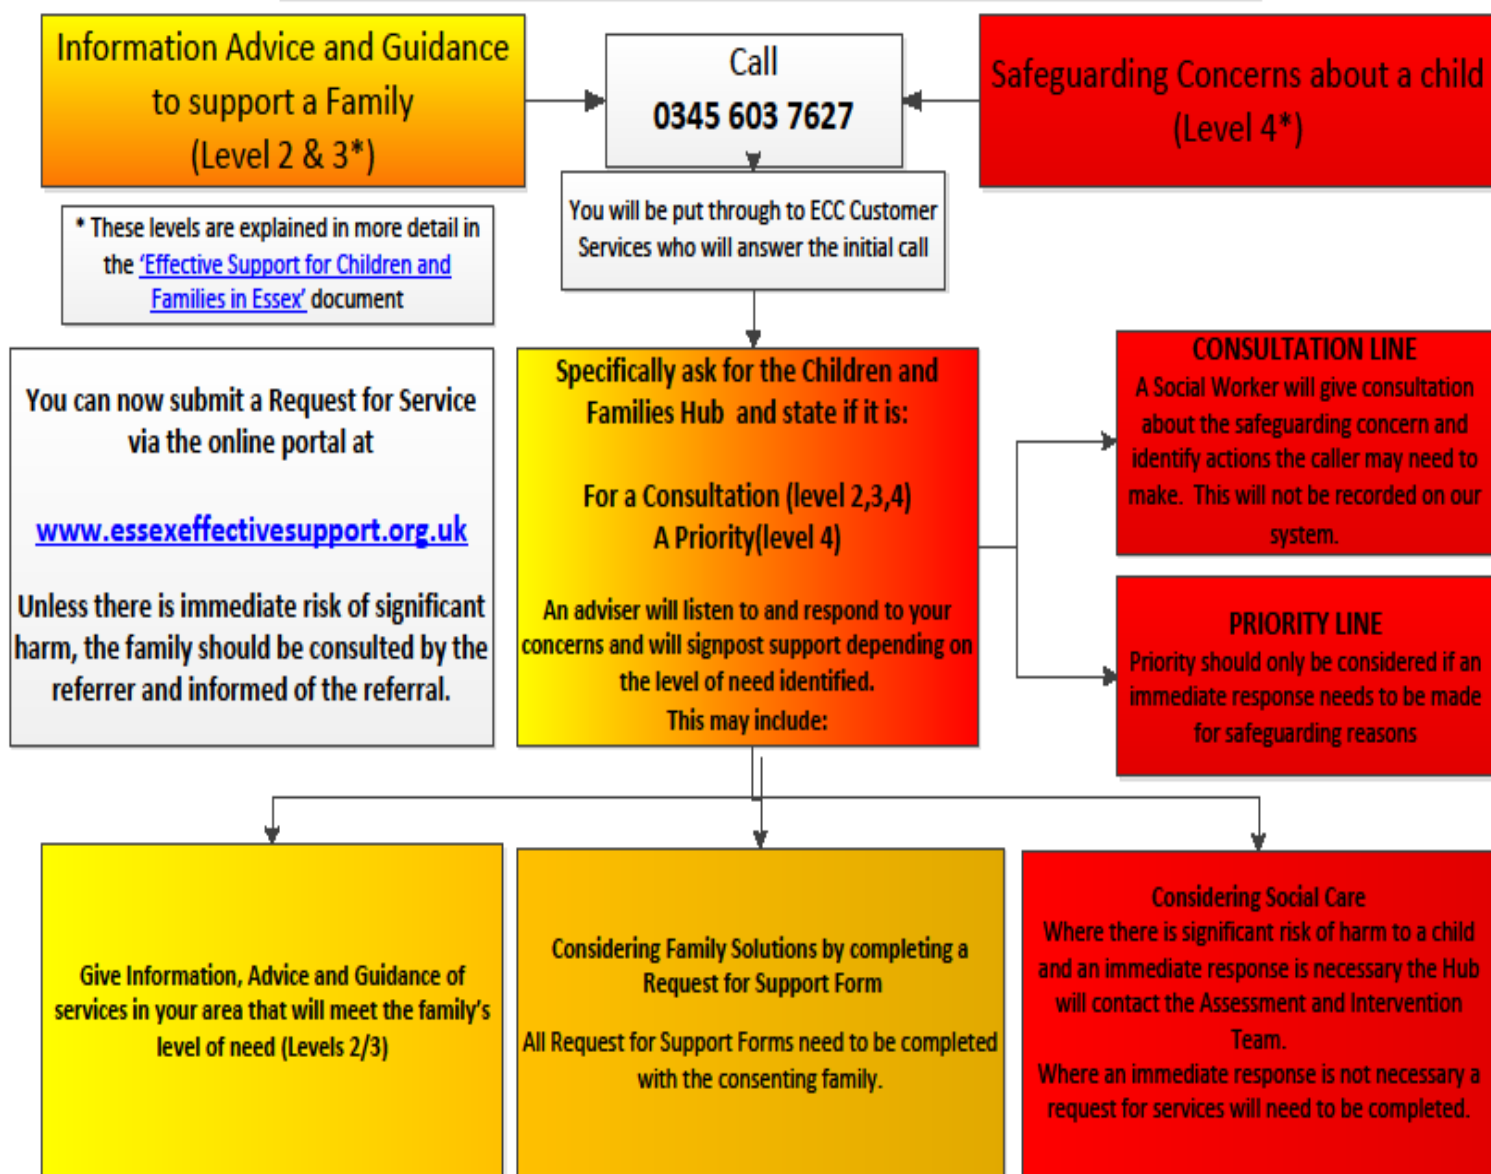 Information Advice and Guidance
to support a Family
(Level 2 & 3*)
Call
0345 603 7627
Safeguarding Concerns about a child
(Level 4*)
* These levels are explained in more detail in
the ‘Effective Support for Children and
Families in Essex’ document
You will be put through to ECC Customer
Services who will answer the initial call
You can now submit a Request for Service
via the online portal at
www.essexeffectivesupport.org.uk
Unless there is immediate risk of significant
harm, the family should be consulted by the
referrer and informed of the referral.
Specifically ask for the Children and
Families Hub and state if it is:
For a Consultation (level 2,3,4)
A Priority(level 4)
An adviser will listen to and respond to your
concerns and will signpost support depending on
the level of need identified.
This may include:
CONSULTATION LINE
A Social Worker will give consultation
about the safeguarding concern and
identify actions the caller may need to
make. This will not be recorded on our
system.
PRIORITY LINE
Priority should only be considered if an
immediate response needs to be made
for safeguarding reasons
Give Information, Advice and Guidance of
services in your area that will meet the family’s
level of need (Levels 2/3)
Considering Family Solutions by completing a
Request for Support Form
All Request for Support Forms need to be completed
with the consenting family.
Considering Social Care
Where there is significant risk of harm to a child
and an immediate response is necessary the Hub
will contact the Assessment and Intervention
Team.
Where an immediate response is not necessary a
request for services will need to be completed.